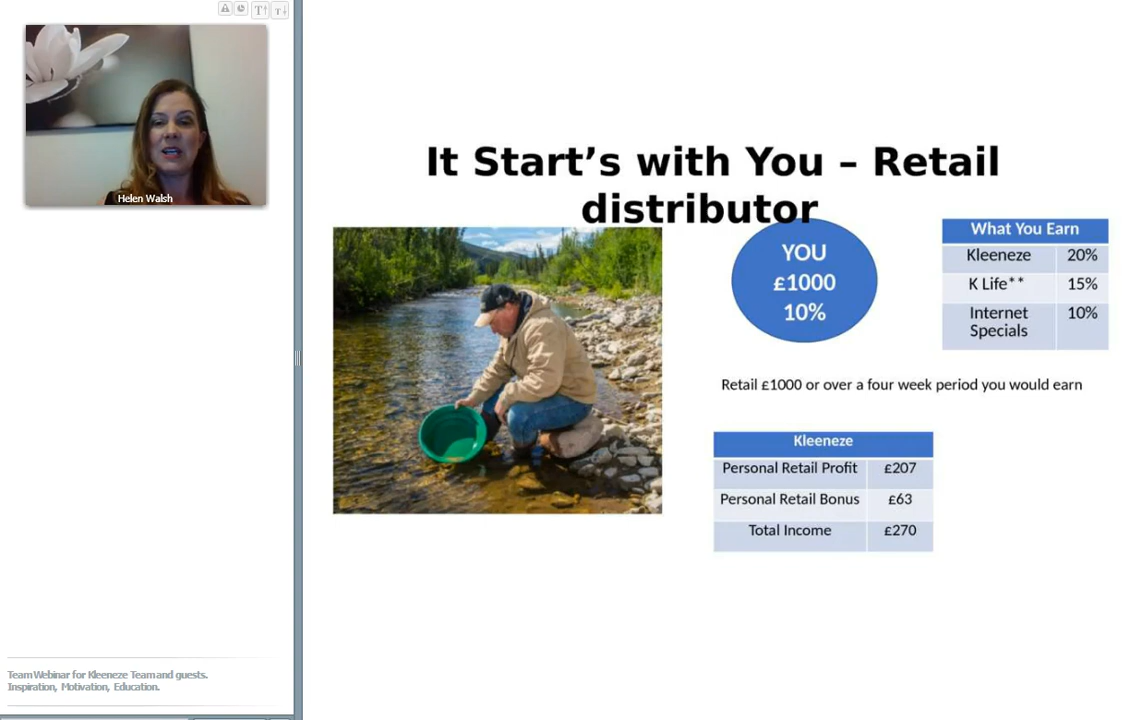 T↑ T↓
Helen Walsh
It Start’s with You – Retail
distributor
YOU
£1000
10%
What You Earn
Kleeneze 20%
K Life** 15%
Internet 10%
Specials
Retail £1000 or over a four week period you would earn
Kleeneze
Personal Retail Profit £207
Personal Retail Bonus £63
Total Income £270
Team Webinar for Kleeneze Team and guests.
Inspiration, Motivation, Education.